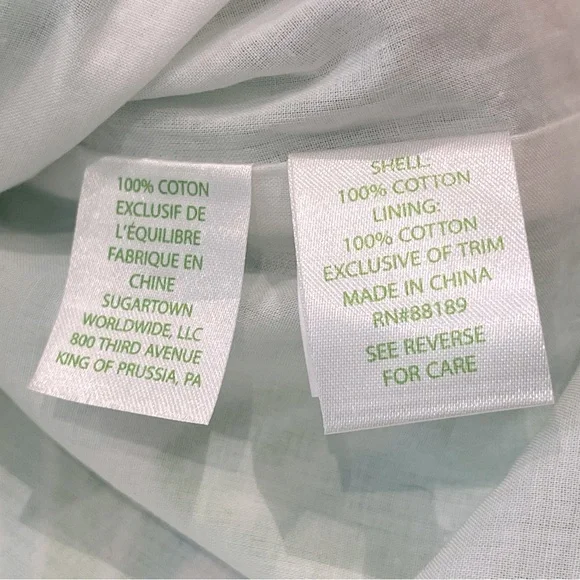 100% COTON
EXCLUSIF DE
L'ÉQUILIBRE
FABRIQUE EN
CHINE
SUGARTOWN
WORLDWIDE, LLC
800 THIRD AVENUE
KING OF PRUSSIA, PA
SHELL:
100% COTTON
LINING:
100% COTTON
EXCLUSIVE OF TRIM
MADE IN CHINA
RN#88189
SEE REVERSE
FOR CARE